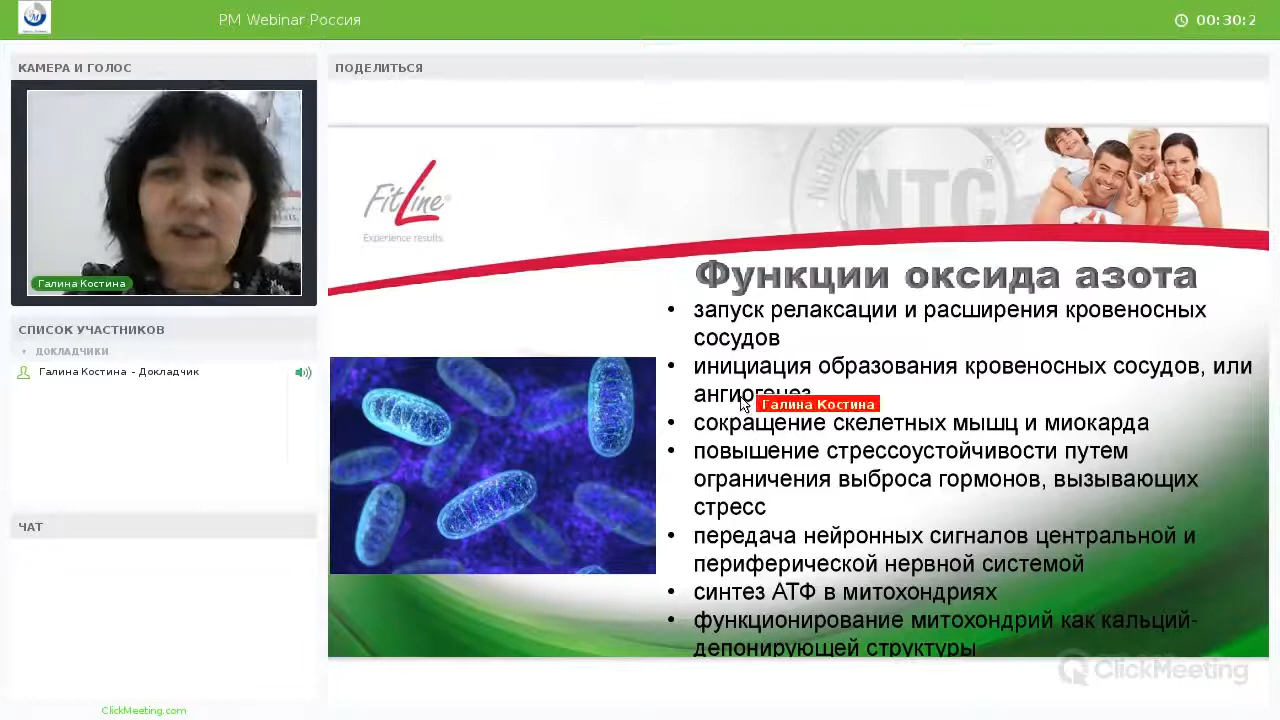 PM Webinar Россия
00:30:2
КАМЕРА И ГОЛОС
Галина Костина
СПИСОК УЧАСТНИКОВ
ДОКЛАДЧИКИ
Галина Костина - Докладчик
ЧАТ
ClickMeeting.com
ПОДЕЛИТЬСЯ
FitLine®
Experience results.
NTC®
Функции оксида азота
• запуск релаксации и расширения кровеносных
сосудов
• инициация образования кровеносных сосудов, или
ангиогенез
Галина Костина
• сокращение скелетных мышц и миокарда
• повышение стрессоустойчивости путем
ограничения выброса гормонов, вызывающих
стресс
• передача нейронных сигналов центральной и
периферической нервной системой
• синтез АТФ в митохондриях
• функционирование митохондрий как кальций-
депонирующей структуры
ClickMeeting